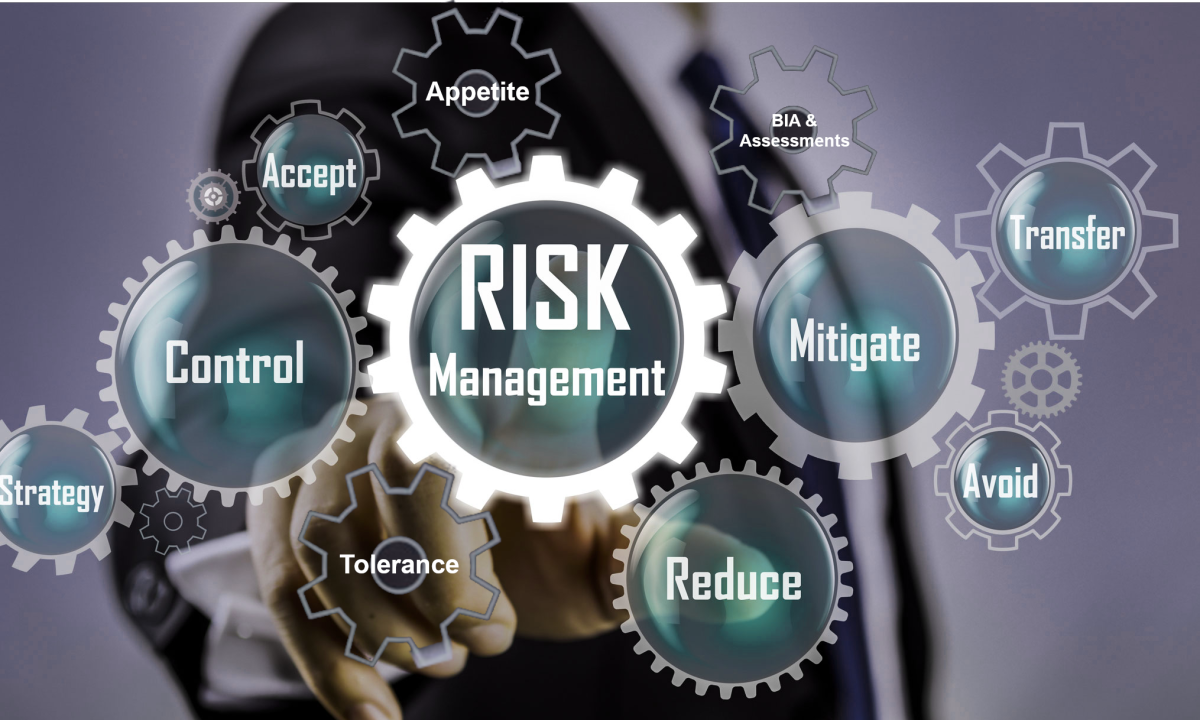 Appetite
BIA &
Assessments
Accept
Transfer
RISK
Management
Control
Mitigate
Strategy
Avoid
Tolerance
Reduce